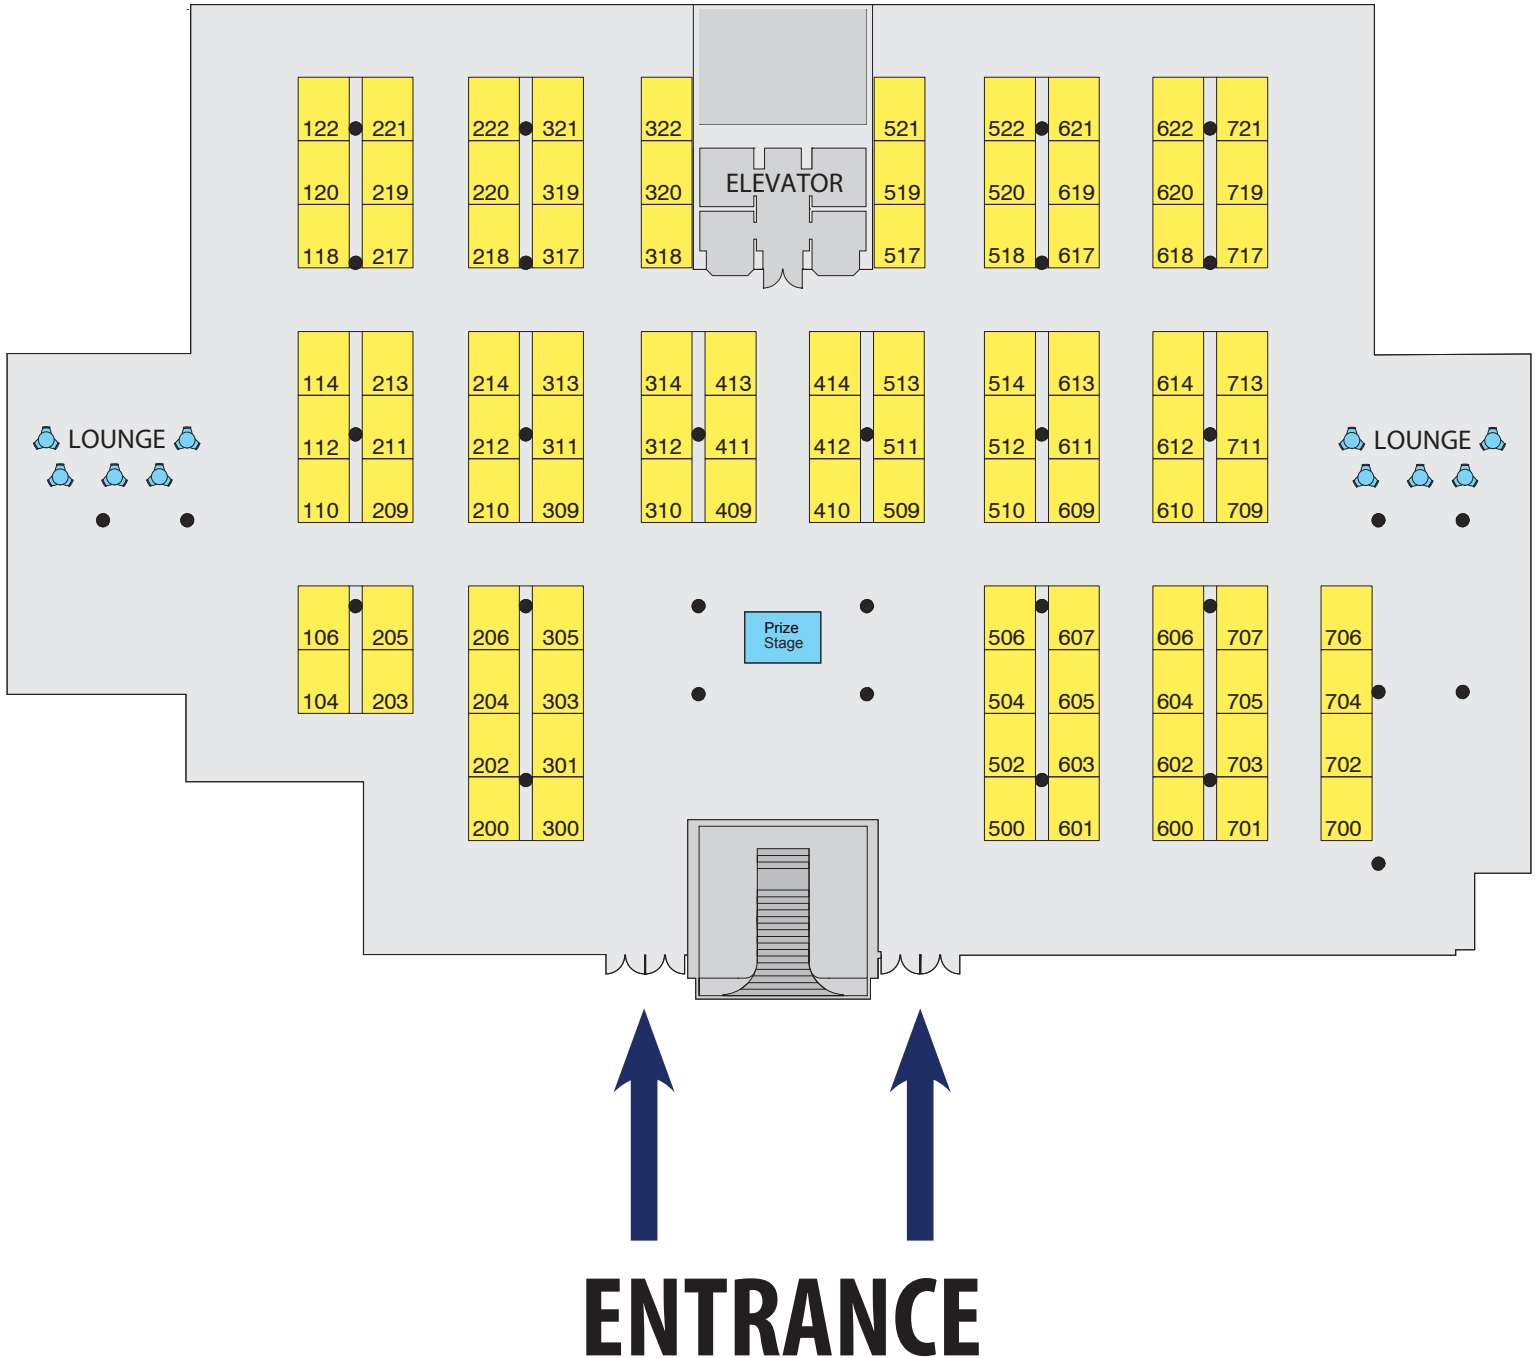 122 221 222 321 322 521 522 621 622 721
ELEVATOR
120 219 220 319 320 519 520 619 620 719
118 217 218 317 318 517 518 617 618 717
114 213 214 313 314 413 414 513 514 613 614 713
LOUNGE
LOUNGE
112 211 212 311 312 411 412 511 512 611 612 711
110 209 210 309 310 409 410 509 510 609 610 709
Prize
Stage
106 205 206 305 506 607 606 707 706
104 203 204 303 504 605 604 705 704
202 301 502 603 602 703 702
200 300 500 601 600 701 700
ENTRANCE